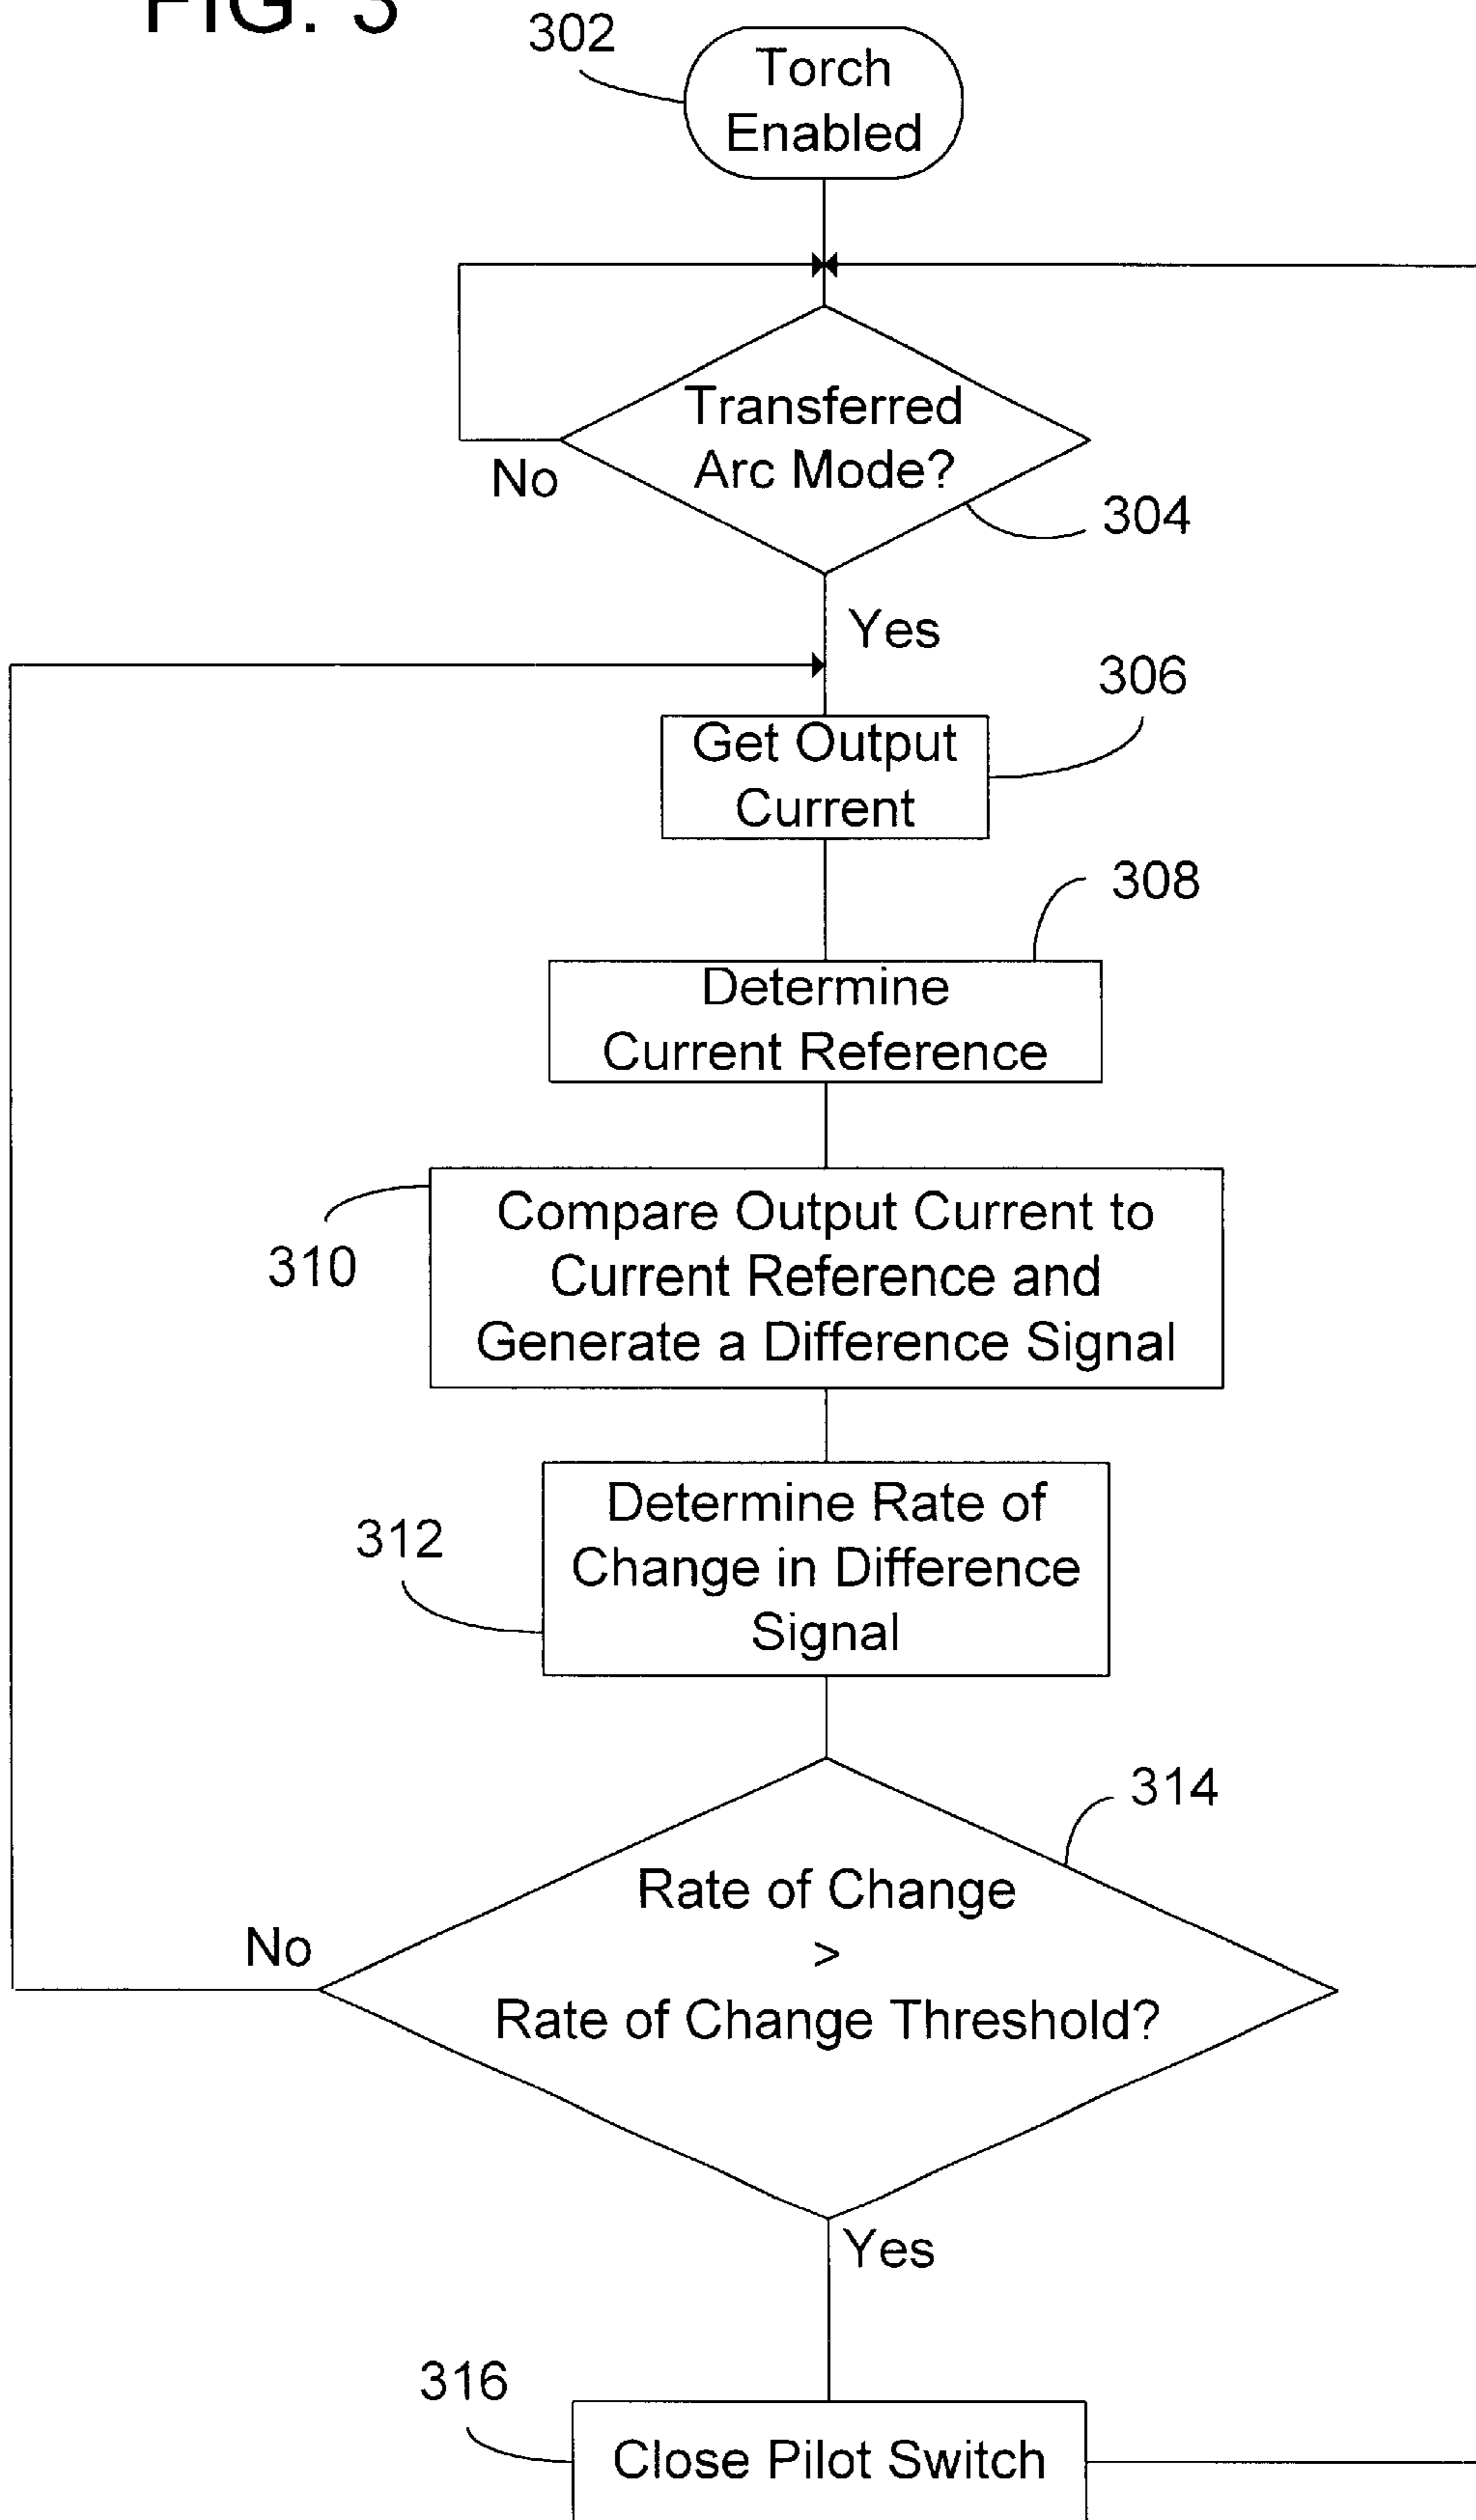 FIG. 3
302
Torch
Enabled
Transferred
Arc Mode?
No
304
Yes
306
Get Output
Current
308
Determine
Current Reference
310
Compare Output Current to
Current Reference and
Generate a Difference Signal
312
Determine Rate of
Change in Difference
Signal
314
Rate of Change
>
Rate of Change Threshold?
No
Yes
316
Close Pilot Switch